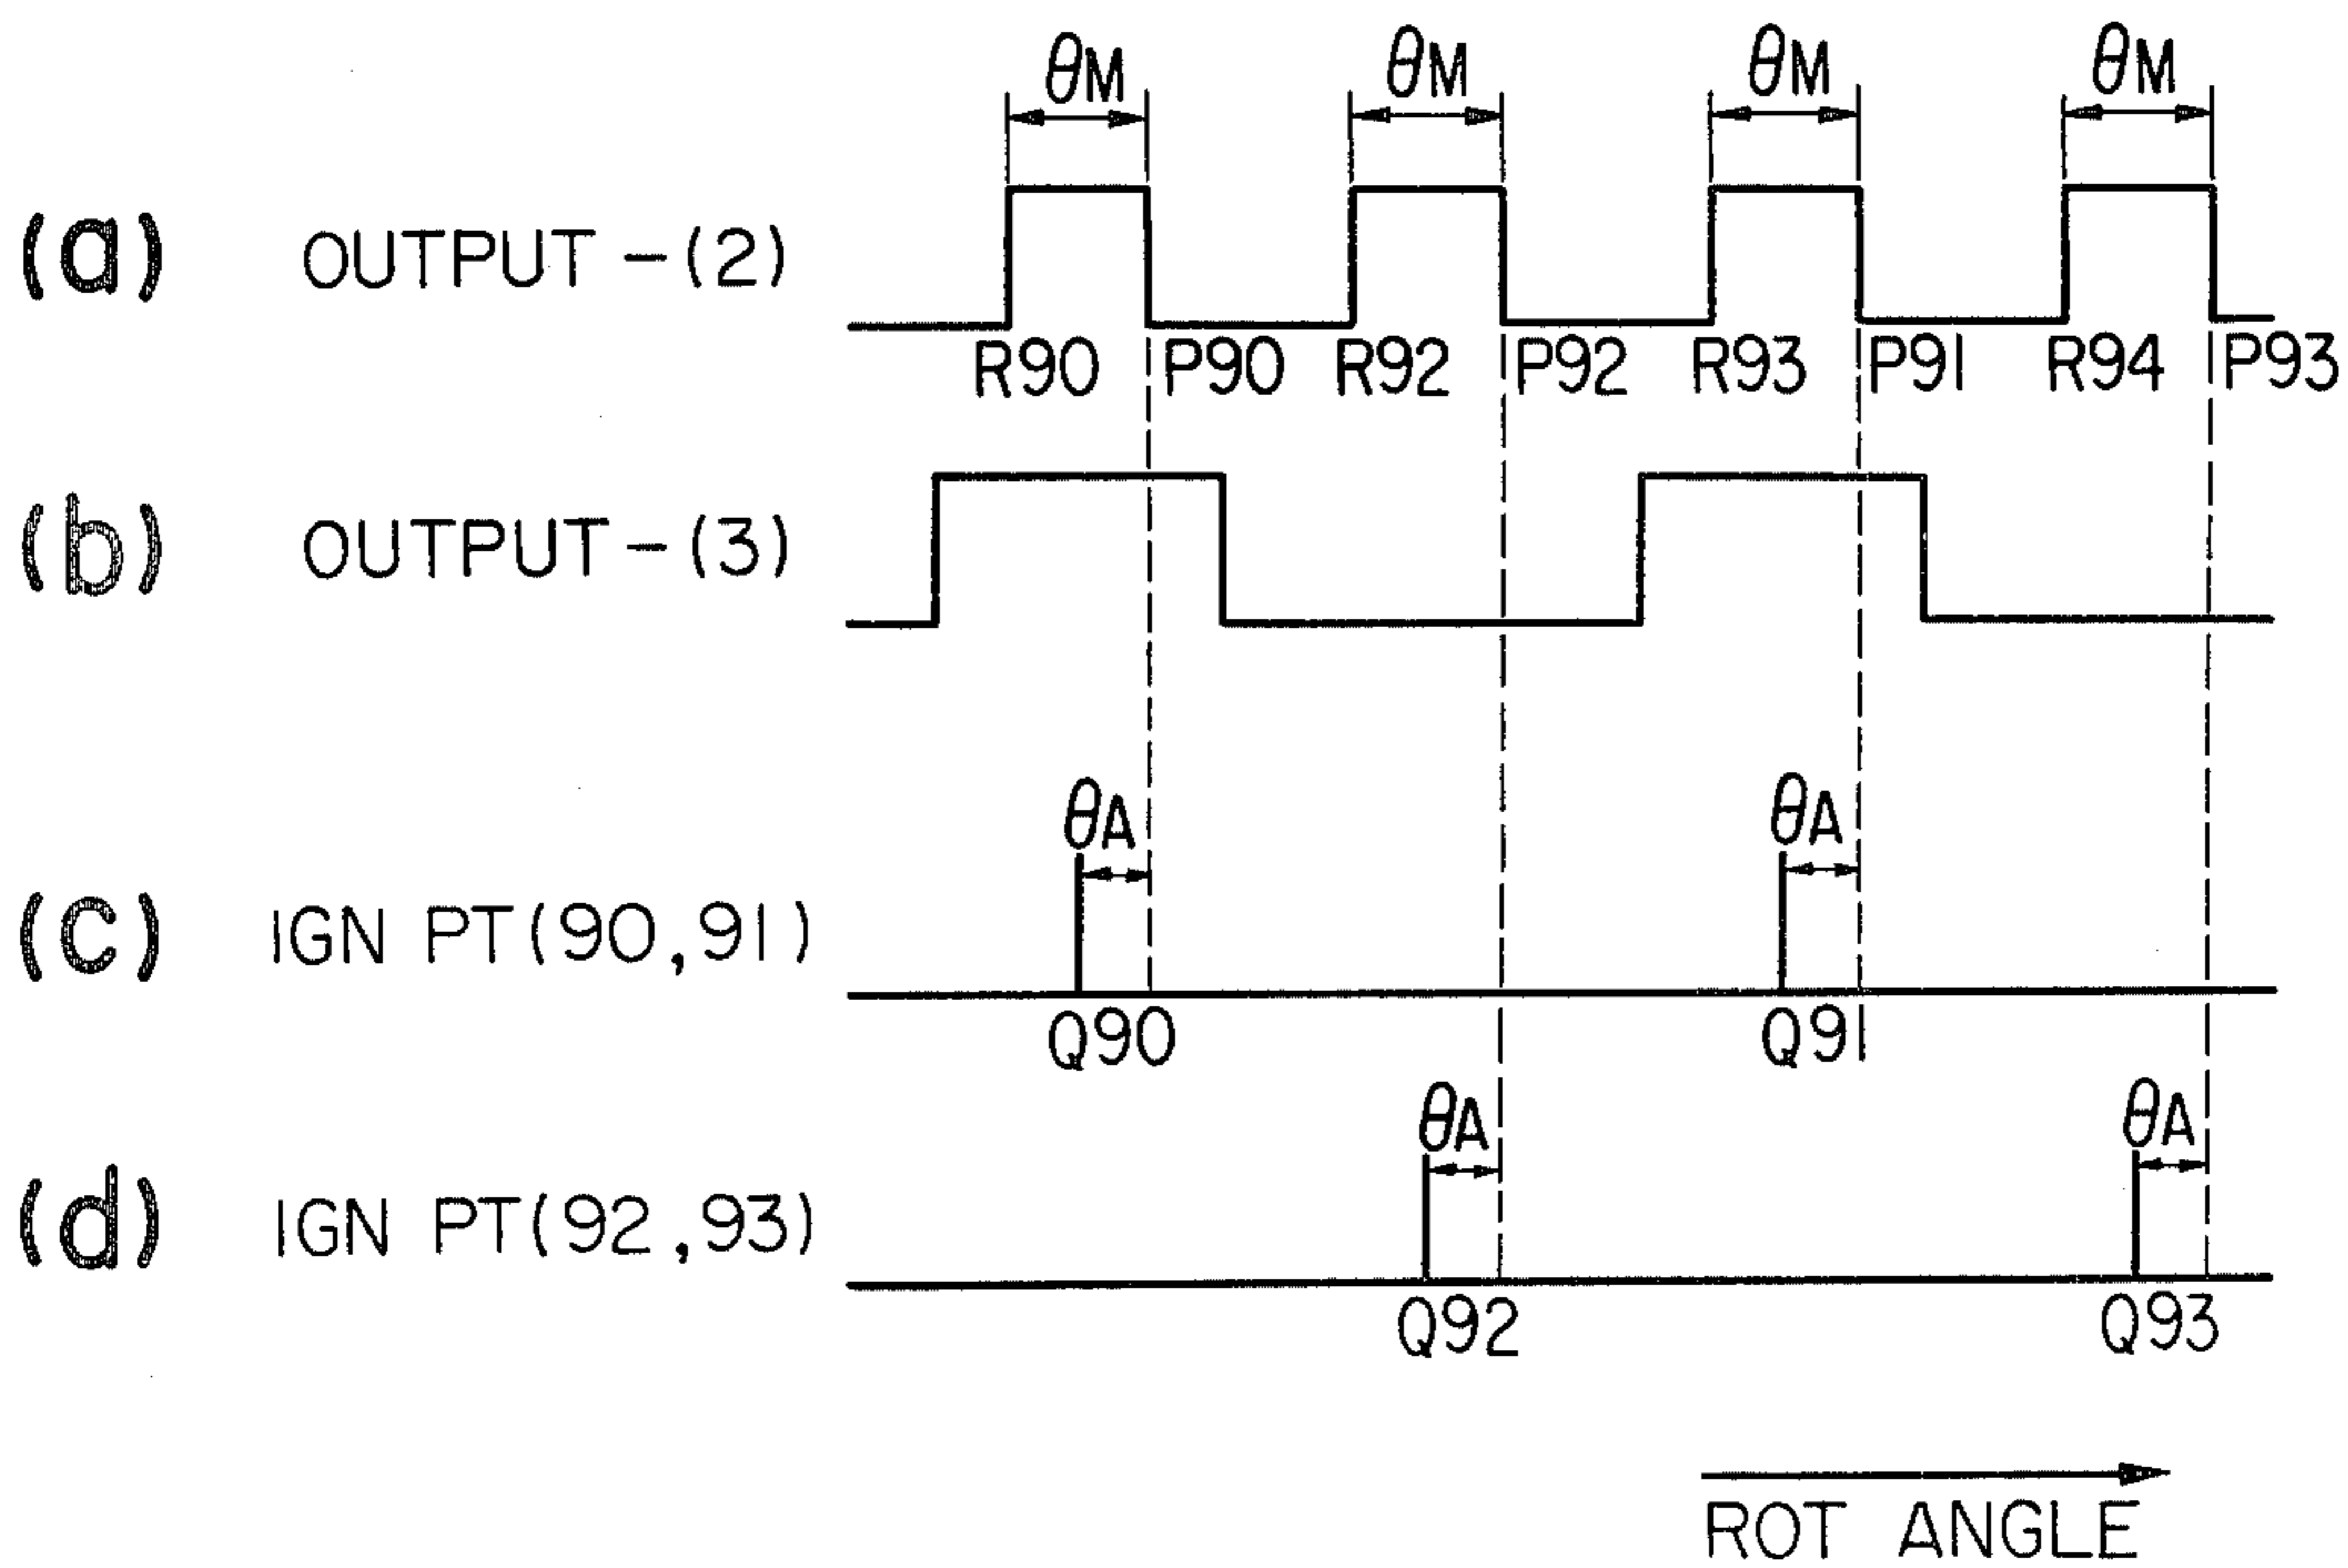 θM θM θM θM
(a) OUTPUT-(2)
R90 P90 R92 P92 R93 P91 R94 P93
(b) OUTPUT-(3)
θA θA
(c) IGN PT(90,91)
Q90 Q91
θA θA
(d) IGN PT(92,93)
Q92 Q93
ROT ANGLE